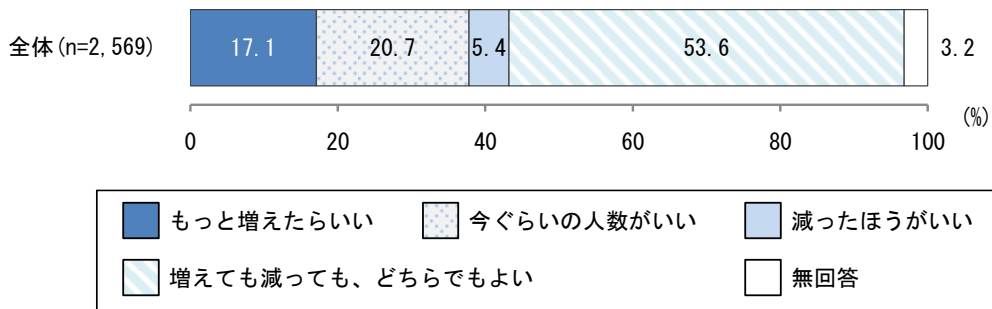 全体(n=2,569) 17.1 20.7 5.4 53.6 3.2
(%)
0 20 40 60 80 100
もっと増えたらいい 今ぐらいの人数がいい 減ったほうがいい
増えても減っても、どちらでもよい 無回答